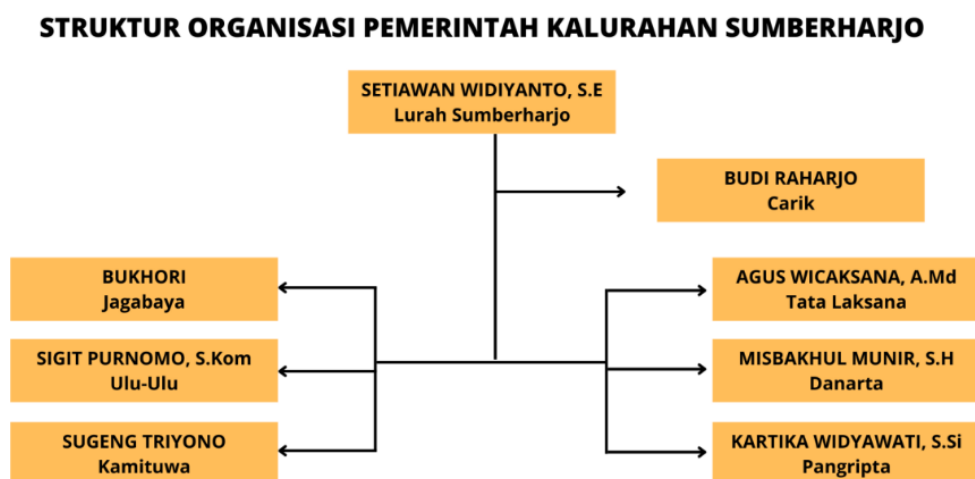 STRUKTUR ORGANISASI PEMERINTAH KALURAHAN SUMBERHARJO
SETIAWAN WIDIYANTO, S.E
Lurah Sumberharjo
BUDI RAHARJO
Carik
BUKHORI
Jagabaya
AGUS WICAKSANA, A.Md
Tata Laksana
SIGIT PURNOMO, S.Kom
Ulu-Ulu
MISBAKHUL MUNIR, S.H
Danarta
SUGENG TRIYONO
Kamituwa
KARTIKA WIDYAWATI, S.Si
Pangripta